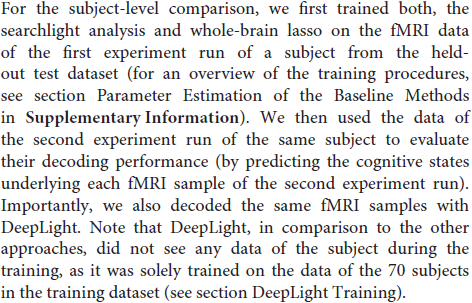 For the subject-level comparison, we first trained both, the
searchlight analysis and whole-brain lasso on the fMRI data
of the first experiment run of a subject from the held-
out test dataset (for an overview of the training procedures,
see section Parameter Estimation of the Baseline Methods
in Supplementary Information). We then used the data of
the second experiment run of the same subject to evaluate
their decoding performance (by predicting the cognitive states
underlying each fMRI sample of the second experiment run).
Importantly, we also decoded the same fMRI samples with
DeepLight. Note that DeepLight, in comparison to the other
approaches, did not see any data of the subject during the
training, as it was solely trained on the data of the 70 subjects
in the training dataset (see section DeepLight Training).